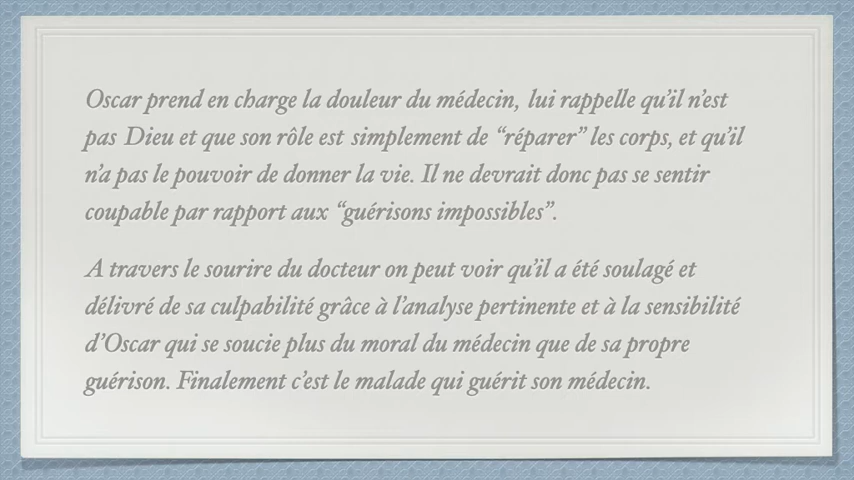 Oscar prend en charge la douleur du médecin, lui rappelle qu'il n'est
pas Dieu et que son rôle est simplement de “réparer” les corps, et qu'il
n'a pas le pouvoir de donner la vie. Il ne devrait donc pas se sentir
coupable par rapport aux “guérisons impossibles”.
A travers le sourire du docteur on peut voir qu'il a été soulagé et
délivré de sa culpabilité grâce à l'analyse pertinente et à la sensibilité
d'Oscar qui se soucie plus du moral du médecin que de sa propre
guérison. Finalement c'est le malade qui guérit son médecin.